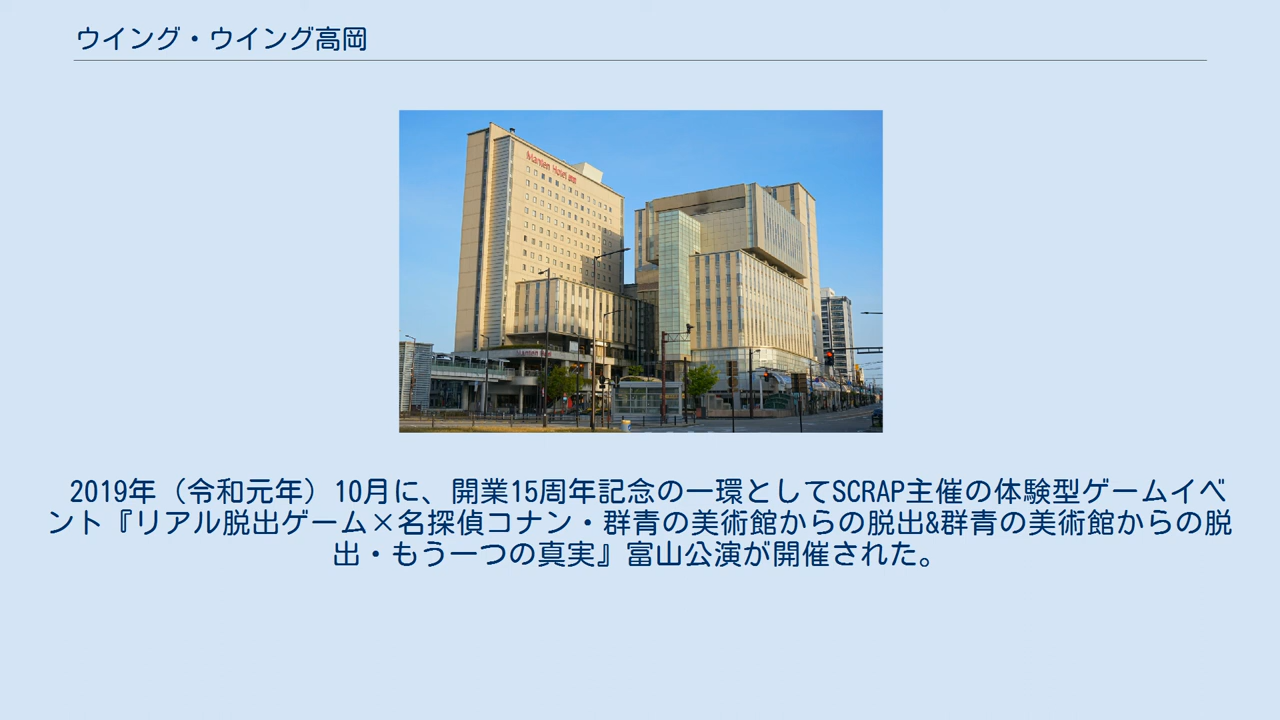 ウイング・ウイング高岡
Manten Hotel
Manten Hotel
2019年（令和元年）10月に、開業15周年記念の一環としてSCRAP主催の体験型ゲームイベ
ント『リアル脱出ゲーム×名探偵コナン・群青の美術館からの脱出&群青の美術館からの脱
出・もう一つの真実』富山公演が開催された。